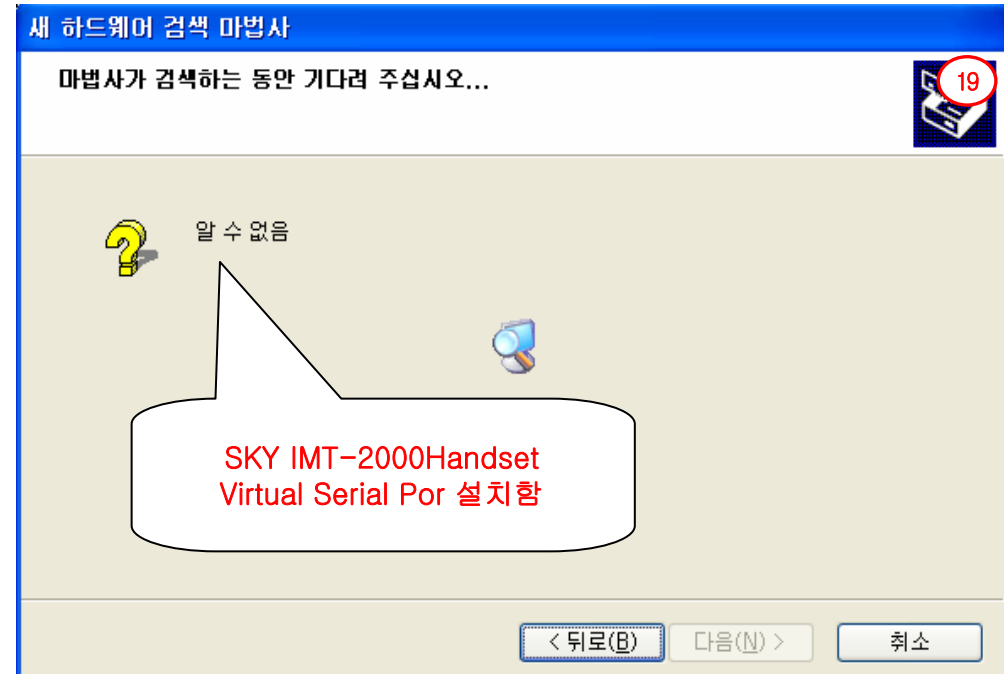 새 하드웨어 검색 마법사
마법사가 검색하는 동안 기다려 주십시오...
19
알 수 없음
SKY IMT-2000Handset
Virtual Serial Por 설치함
< 뒤로(B)
다음(N) >
취소